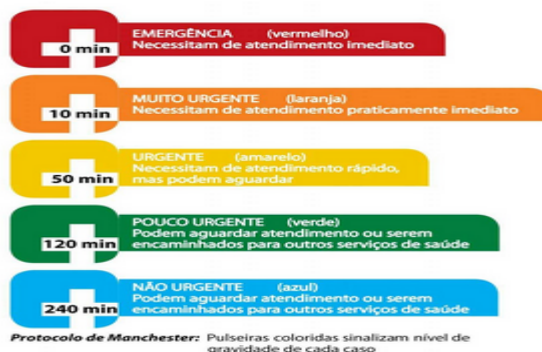 EMERGÊNCIA (vermelho)
0 min Necessitam de atendimento imediato
MUITO URGENTE (laranja)
10 min Necessitam de atendimento praticamente imediato
URGENTE (amarelo)
Necessitam de atendimento rápido,
50 min mas podem aguardar
POUCO URGENTE (verde)
Podem aguardar atendimento ou serem
120 min encaminhados para outros serviços de saúde
NÃO URGENTE (azul)
Podem aguardar atendimento ou serem
240 min encaminhados para outros serviços de saúde
Protocolo de Manchester: Pulseiras coloridas sinalizam nível de
gravidade de cada caso